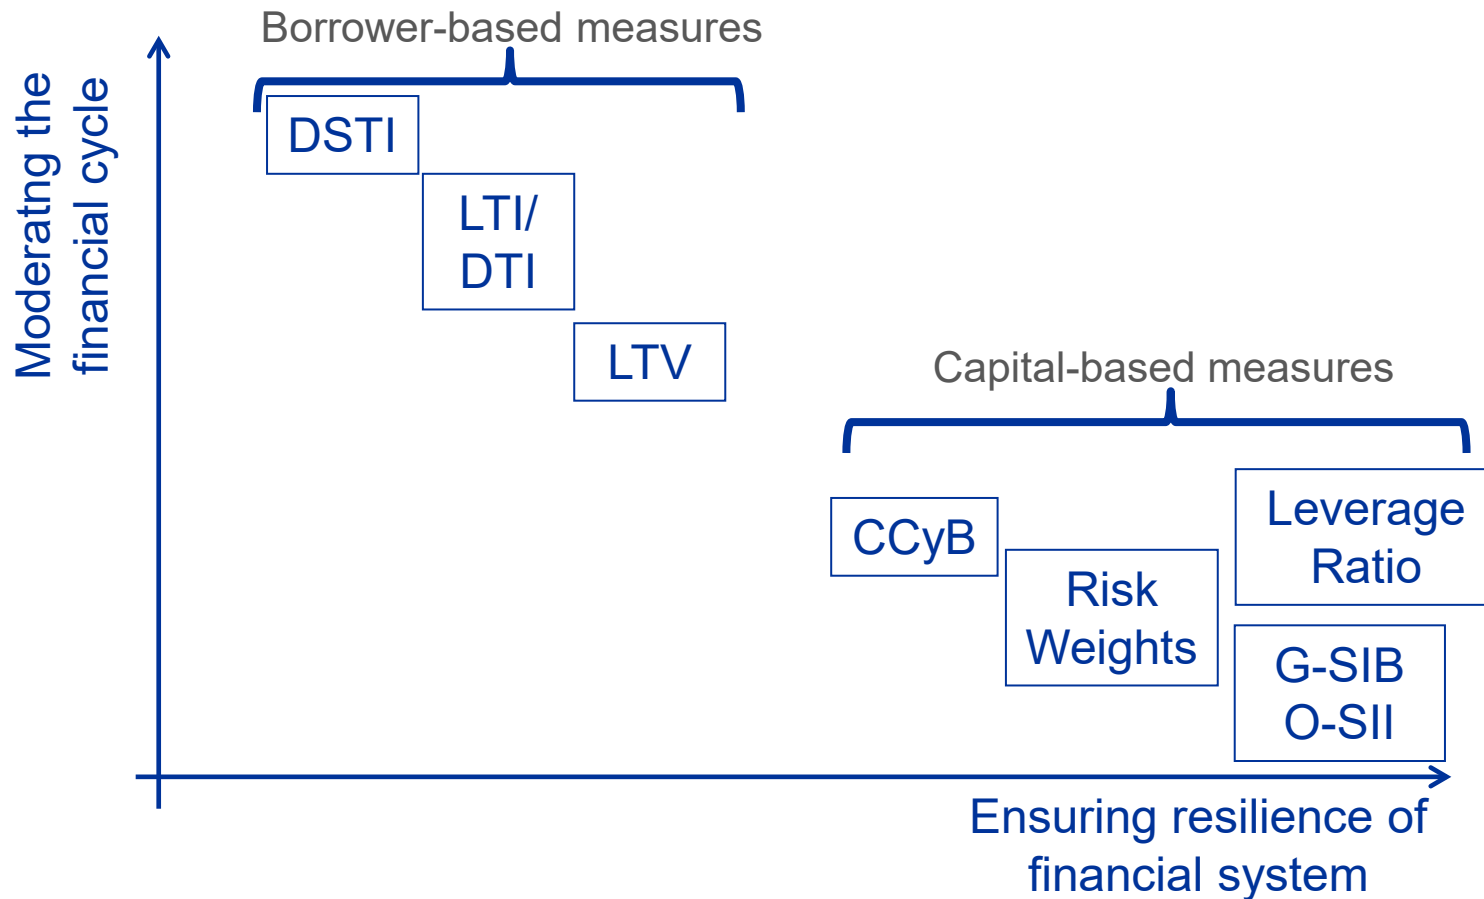 Borrower-based measures
Moderatng the
financial cycle
DSTI
LTI/
DTI
LTV
Capital-based measures
CCyB
Risk
Weights
Leverage
Ratio
G-SIB
O-SII
Ensuring resilience of
financial system